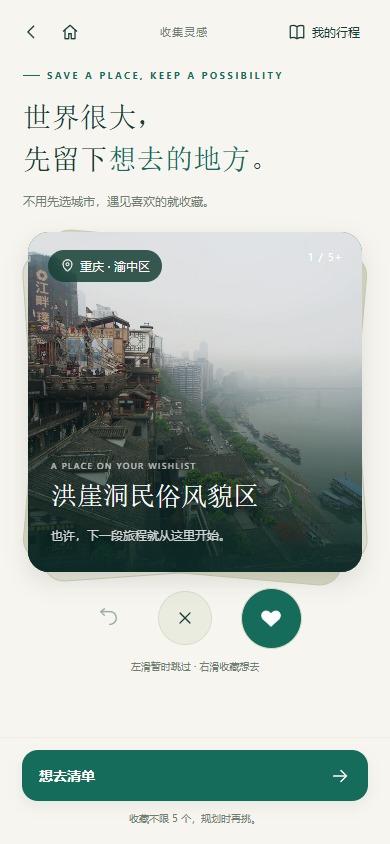 收集灵感
我的行程
SAVE A PLACE, KEEP A POSSIBILITY
世界很大，
先留下想去的地方。
不用先选城市，遇见喜欢的就收藏。
重庆 · 渝中区
1 / 5+
江畔璞
A PLACE ON YOUR WISHLIST
洪崖洞民俗风貌区
也许，下一段旅程就从这里开始。
左滑暂时跳过 · 右滑收藏想去
想去清单
收藏不限 5 个，规划时再挑。